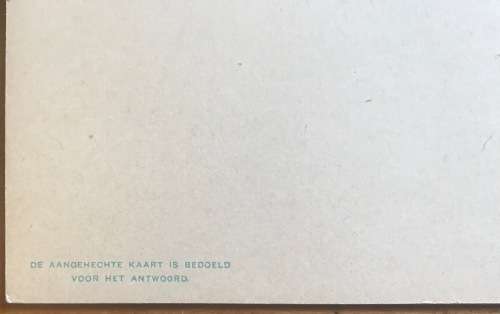 DE AANGEHECHTE KAART IS BEDOELD
VOOR HET ANTWOORD.